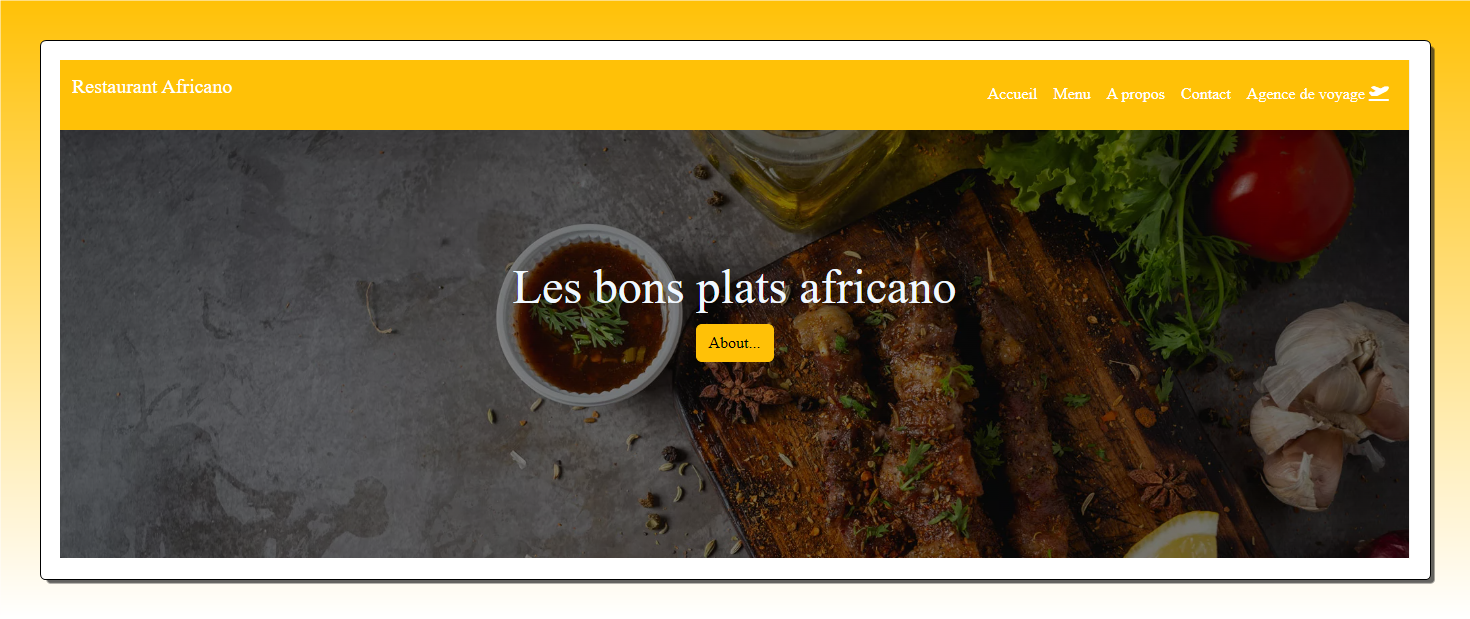 Restaurant Africano
Accueil Menu A propos Contact Agence de voyage
Les bons plats africano
About...